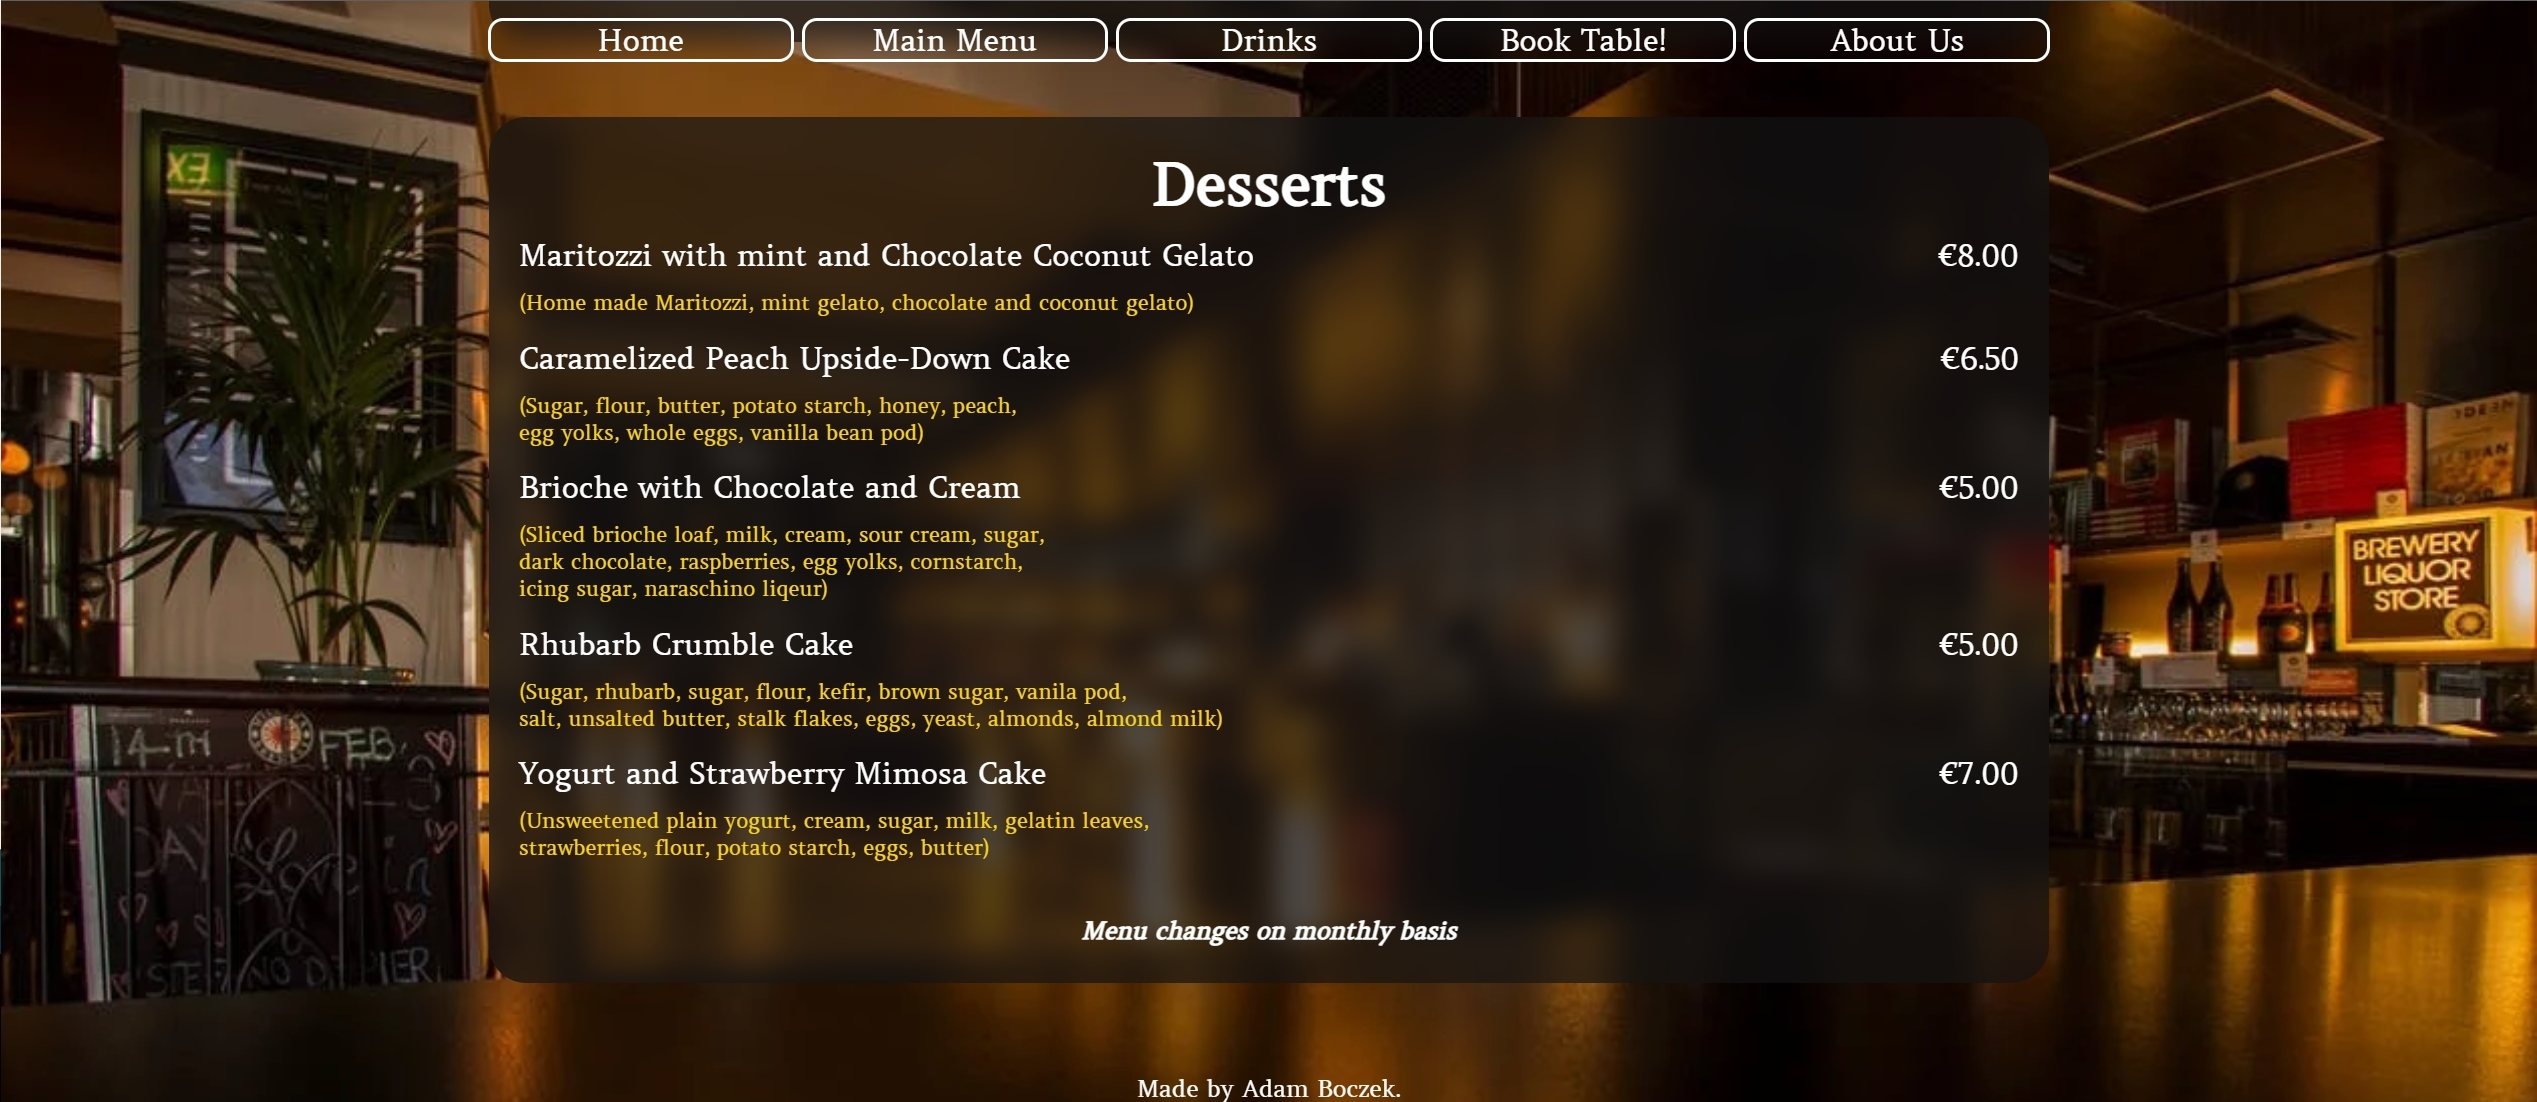 Home
Main Menu
Drinks
Book Table!
About Us
EX
Desserts
Maritozzi with mint and Chocolate Coconut Gelato €8.00
(Home made Maritozzi, mint gelato, chocolate and coconut gelato)
Caramelized Peach Upside-Down Cake €6.50
(Sugar, flour, butter, potato starch, honey, peach,
egg yolks, whole eggs, vanilla bean pod)
Brioche with Chocolate and Cream €5.00
(Sliced brioche loaf, milk, cream, sour cream, sugar,
dark chocolate, raspberries, egg yolks, cornstarch,
icing sugar, naraschino liqeur)
Rhubarb Crumble Cake €5.00
(Sugar, rhubarb, sugar, flour, kefir, brown sugar, vanila pod,
salt, unsalted butter, stalk flakes, eggs, yeast, almonds, almond milk)
Yogurt and Strawberry Mimosa Cake €7.00
(Unsweetened plain yogurt, cream, sugar, milk, gelatin leaves,
strawberries, flour, potato starch, eggs, butter)
Menu changes on monthly basis
BREWERY
LIQUOR
STORE
14TH FEB.
DAY
Love in
Made by Adam Boczek.